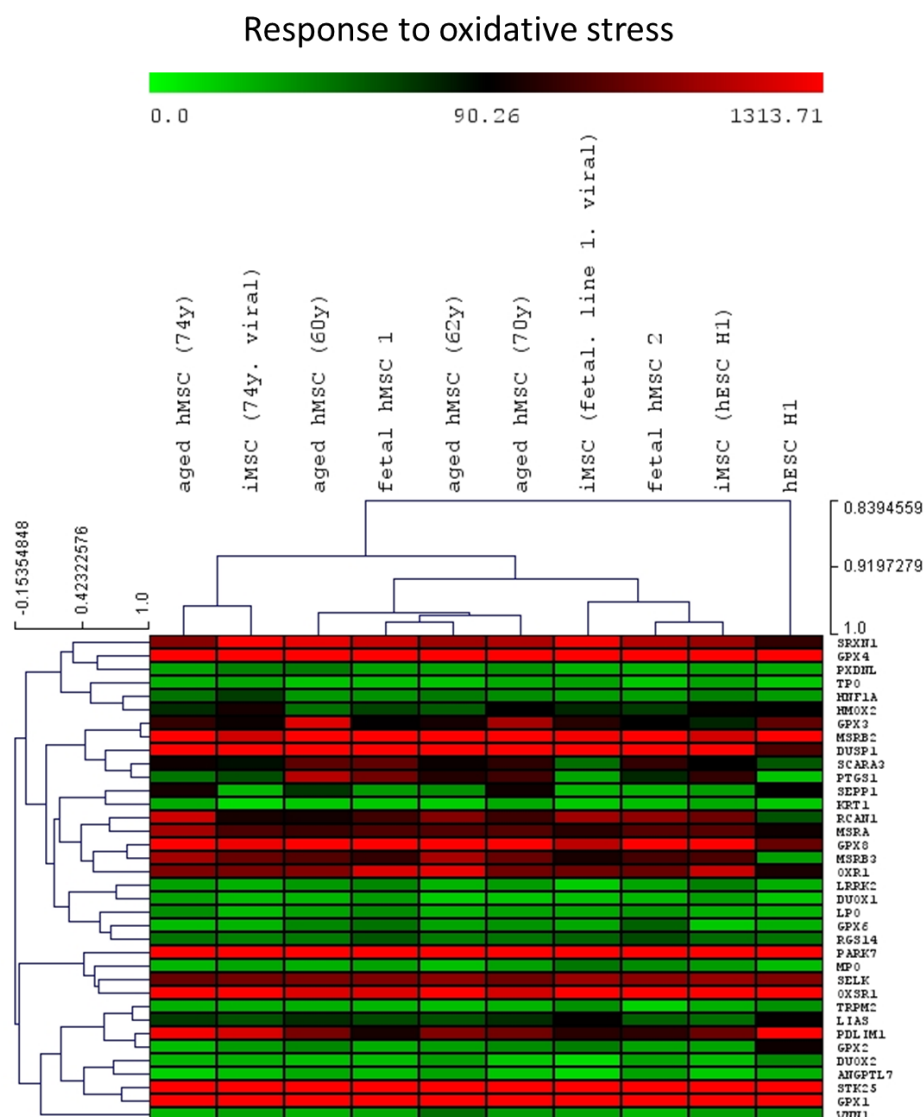 Response to oxidative stress
0.0 90.26 1313.71
aged hMSC (74y)
iMSC (74y. viral)
aged hMSC (60y)
fetal hMSC 1
aged hMSC (62y)
aged hMSC (70y)
iMSC (fetal. line 1. viral)
fetal hMSC 2
iMSC (hESC H1)
hESC H1
0.8394559
0.9197279
1.0
-0.15354848
0.42322576
1.0
SRXN1
GPX4
PXDNL
TPO
HNF1A
HMOX2
GPX3
MSRB2
DUSP1
SCARA3
PTGS1
SEPP1
KRT1
RCAN1
MSRA
GPX8
MSRB3
OXR1
LRRK2
DUOX1
LPO
GPX6
RGS14
PARK7
MPO
SELK
OXSR1
TRPM2
LIAS
PDLIM1
GPX2
DUOX2
ANGPTL7
STK25
GPX1